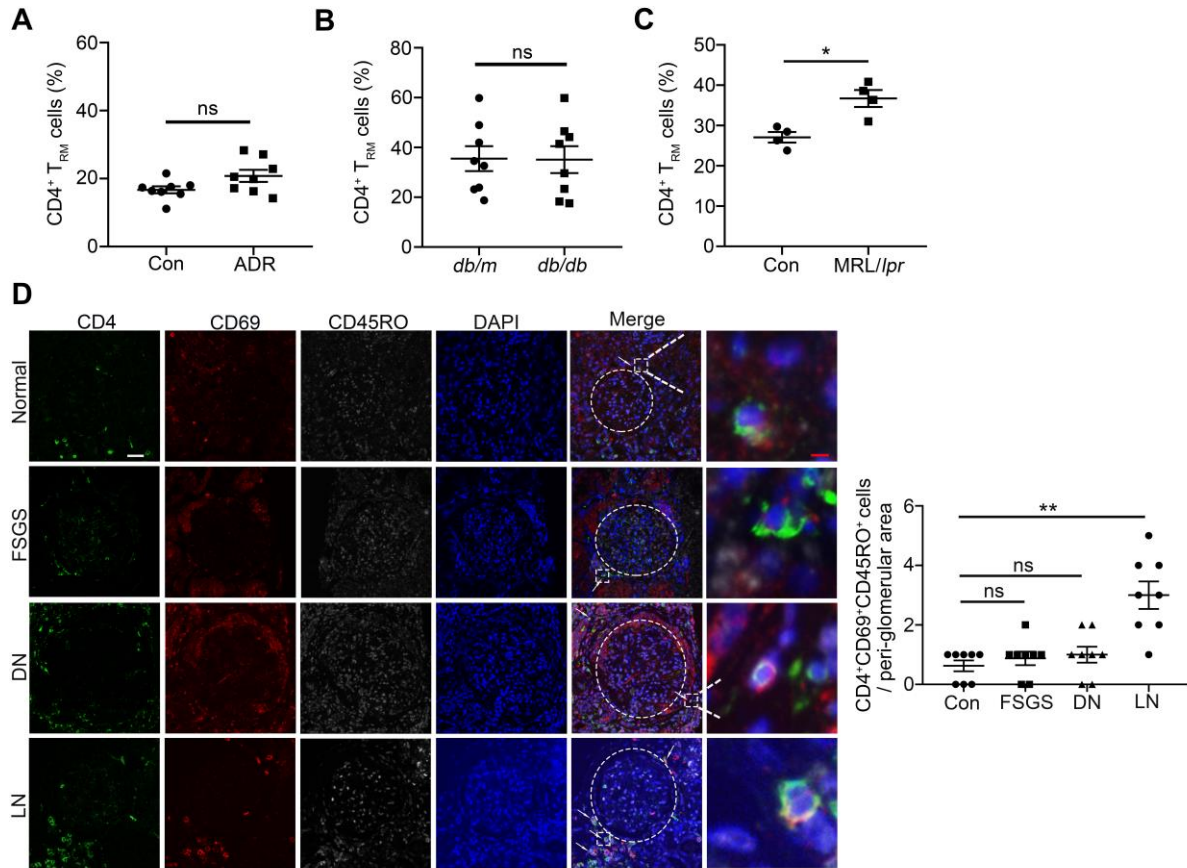 A
CD4⁺ T_RM cells (%)
60
40
20
0
ns
Con
ADR
B
CD4⁺ T_RM cells (%)
80
60
40
20
0
ns
db/m
db/db
C
CD4⁺ T_RM cells (%)
50
40
30
20
10
0
*
Con
MRL/lpr
D
CD4
CD69
CD45RO
DAPI
Merge
Normal
FSGS
DN
LN
CD4⁺CD69⁺CD45RO⁺ cells
/ peri-glomerular area
6
4
2
0
**
ns
ns
Con
FSGS
DN
LN